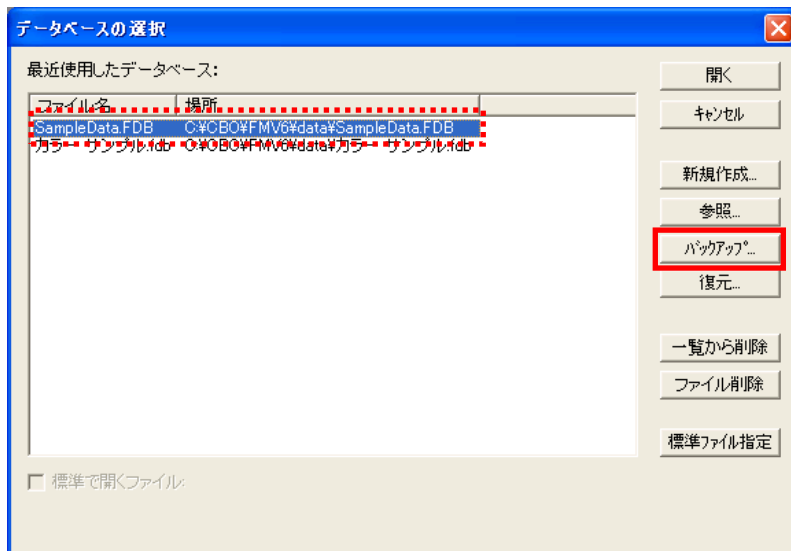 データベースの選択
最近使用したデータベース:
ファイル名 場所
SampleData.FDB C:¥CBO¥FMV6¥data¥SampleData.FDB
カラー サンプル.fdb C:¥CBO¥FMV6¥data¥カラー サンプル.fdb
標準で開くファイル:
開く
キャンセル
新規作成...
参照...
バックアップ...
復元...
一覧から削除
ファイル削除
標準ファイル指定